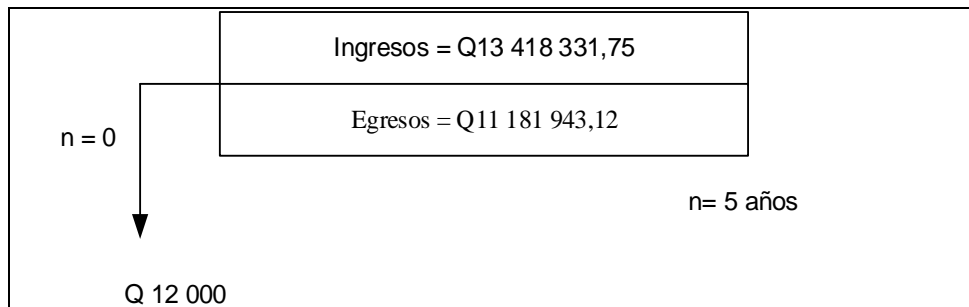 Ingresos = Q13 418 331,75
Egresos = Q11 181 943,12
n = 0
n= 5 años
Q 12 000